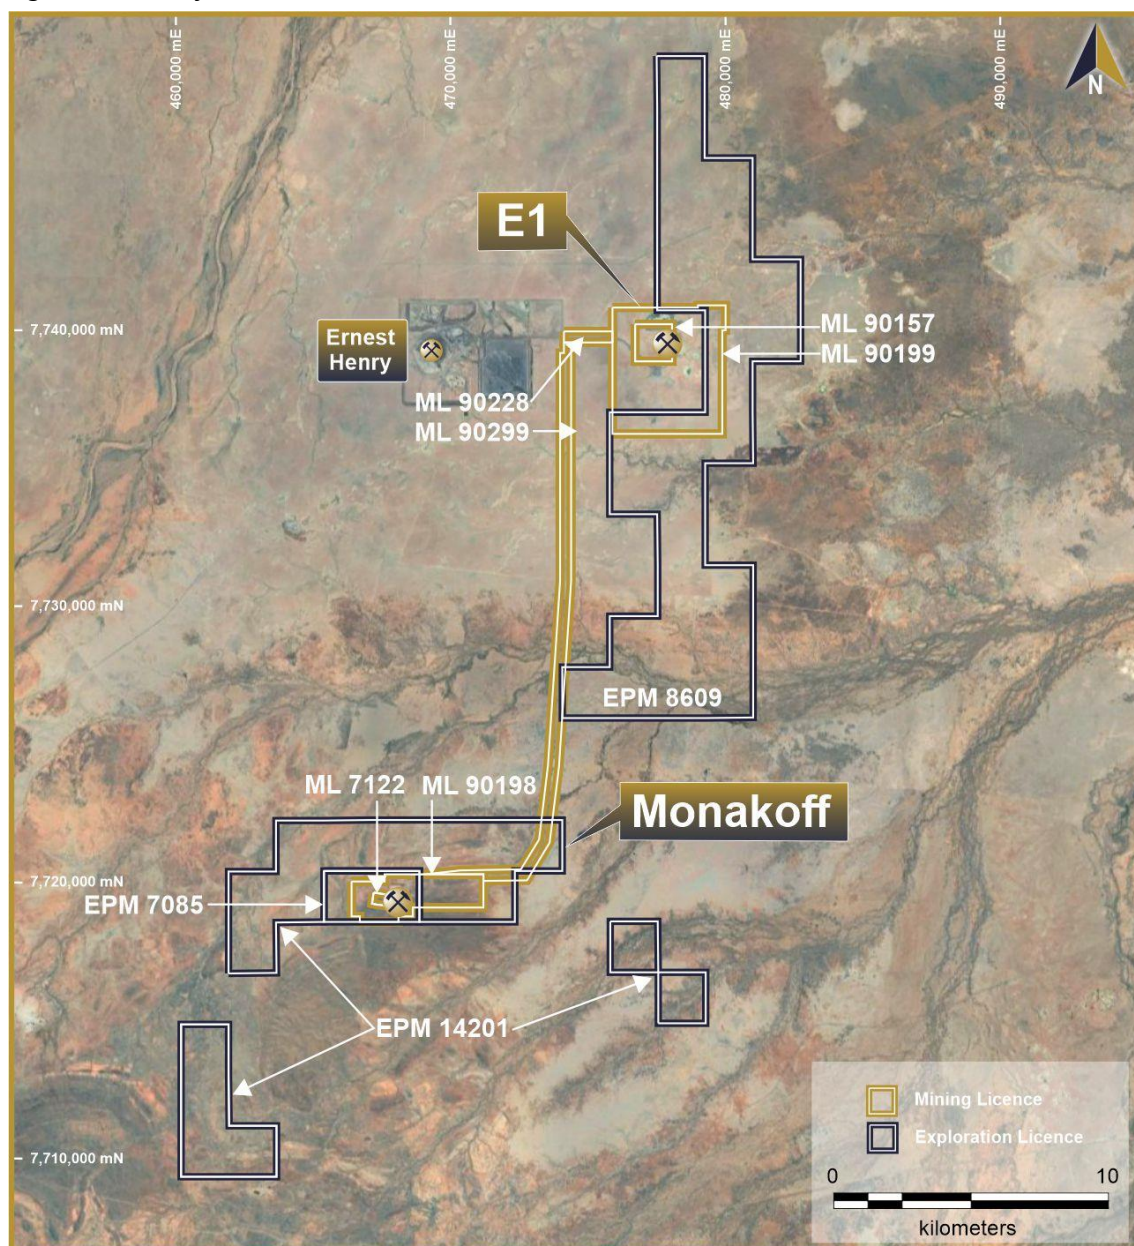 460,000 mE
470,000 mE
480,000 mE
490,000 mE
N
E1
7,740,000 mN
Ernest
Henry
ML 90157
ML 90199
ML 90228
ML 90299
7,730,000 mN
EPM 8609
ML 7122
ML 90198
Monakoff
7,720,000 mN
EPM 7085
EPM 14201
7,710,000 mN
Mining Licence
Exploration Licence
0
10
kilometers